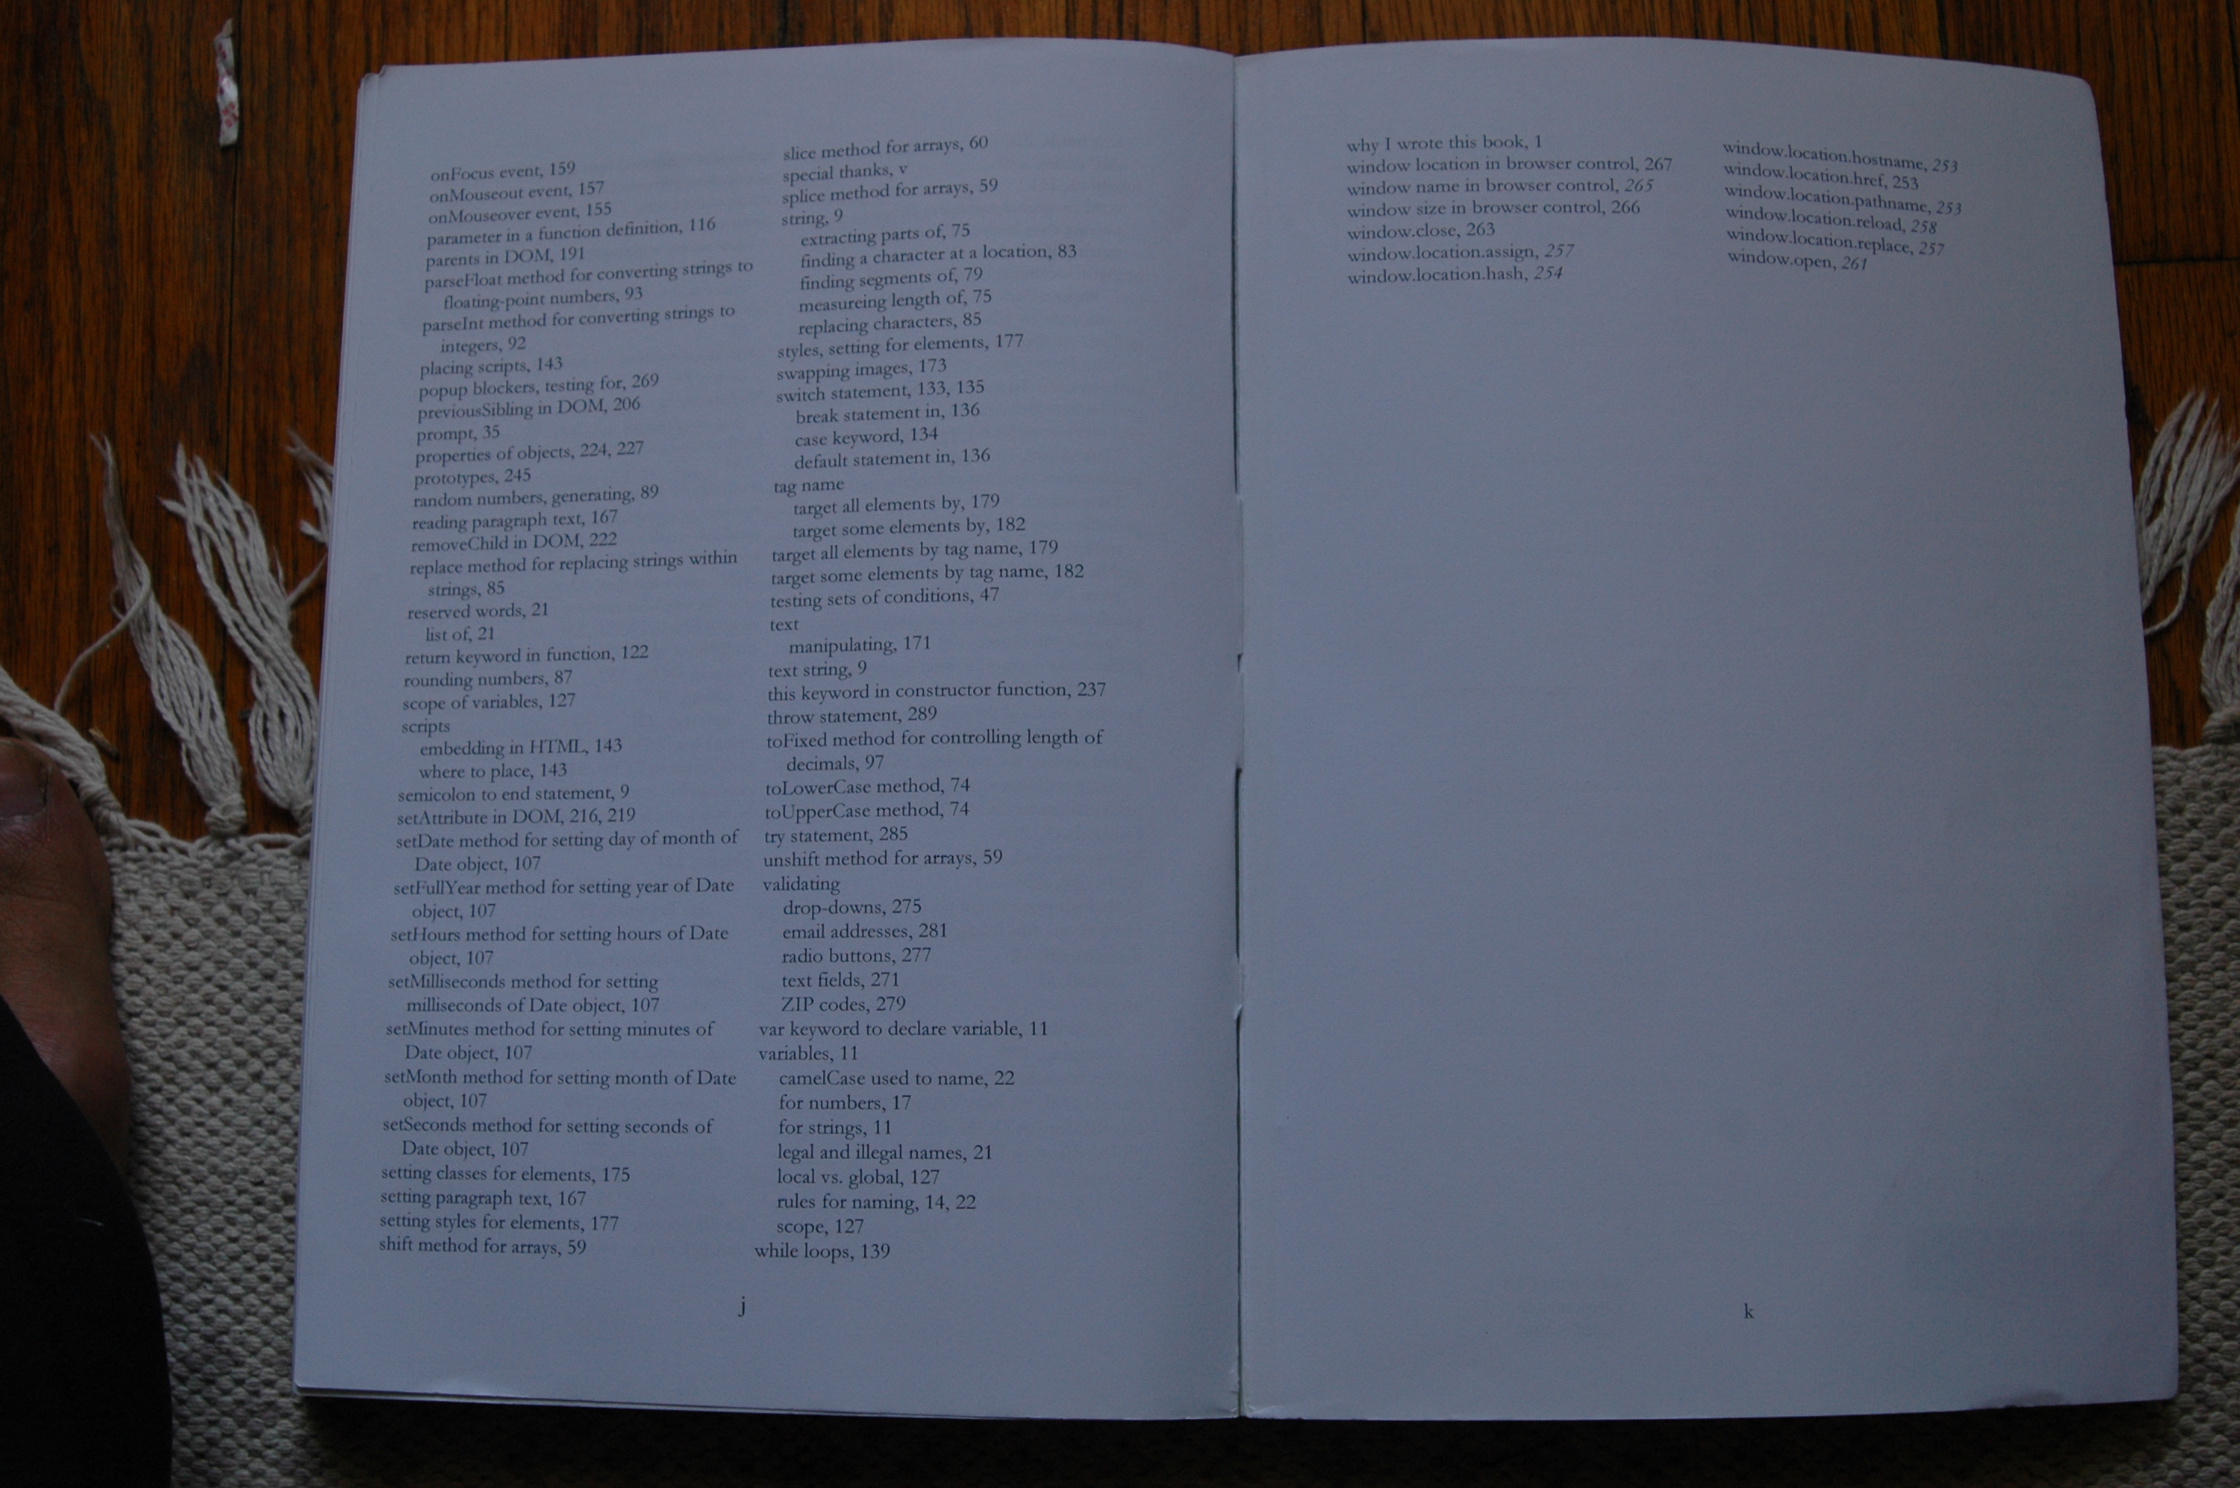 onFocus event, 159
onMouseout event, 157
onMouseover event, 155
parameter in a function definition, 116
parents in DOM, 191
parseFloat method for converting strings to
floating-point numbers, 93
parseInt method for converting strings to
integers, 92
placing scripts, 143
popup blockers, testing for, 269
previousSibling in DOM, 206
prompt, 35
properties of objects, 224, 227
prototypes, 245
random numbers, generating, 89
reading paragraph text, 167
removeChild in DOM, 222
replace method for replacing strings within
strings, 85
reserved words, 21
list of, 21
return keyword in function, 122
rounding numbers, 87
scope of variables, 127
scripts
embedding in HTML, 143
where to place, 143
semicolon to end statement, 9
setAttribute in DOM, 216, 219
setDate method for setting day of month of
Date object, 107
setFullYear method for setting year of Date
object, 107
setHours method for setting hours of Date
object, 107
setMilliseconds method for setting
milliseconds of Date object, 107
setMinutes method for setting minutes of
Date object, 107
setMonth method for setting month of Date
object, 107
setSeconds method for setting seconds of
Date object, 107
setting classes for elements, 175
setting paragraph text, 167
setting styles for elements, 177
shift method for arrays, 59
slice method for arrays, 60
special thanks, v
splice method for arrays, 59
string, 9
extracting parts of, 75
finding a character at a location, 83
finding segments of, 79
measureing length of, 75
replacing characters, 85
styles, setting for elements, 177
swapping images, 173
switch statement, 133, 135
break statement in, 136
case keyword, 134
default statement in, 136
tag name
target all elements by, 179
target some elements by, 182
target all elements by tag name, 179
target some elements by tag name, 182
testing sets of conditions, 47
text
manipulating, 171
text string, 9
this keyword in constructor function, 237
throw statement, 289
toFixed method for controlling length of
decimals, 97
toLowerCase method, 74
toUpperCase method, 74
try statement, 285
unshift method for arrays, 59
validating
drop-downs, 275
email addresses, 281
radio buttons, 277
text fields, 271
ZIP codes, 279
var keyword to declare variable, 11
variables, 11
camelCase used to name, 22
for numbers, 17
for strings, 11
legal and illegal names, 21
local vs. global, 127
rules for naming, 14, 22
scope, 127
while loops, 139
j
why I wrote this book, 1
window location in browser control, 267
window name in browser control, 265
window size in browser control, 266
window.close, 263
window.location.assign, 257
window.location.hash, 254
window.location.hostname, 253
window.location.href, 253
window.location.pathname, 253
window.location.reload, 258
window.location.replace, 257
window.open, 261
k